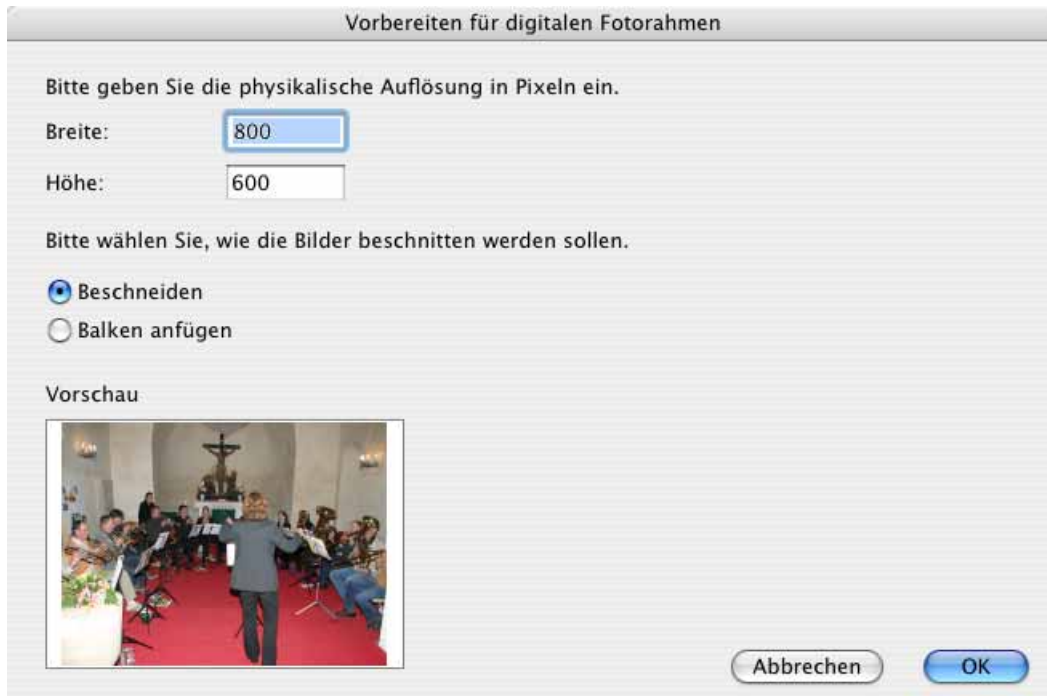 Vorbereiten für digitalen Fotorahmen
Bitte geben Sie die physikalische Auflösung in Pixeln ein.
Breite: 800
Höhe: 600
Bitte wählen Sie, wie die Bilder beschnitten werden sollen.
Beschneiden
Balken anfügen
Vorschau
Abbrechen OK